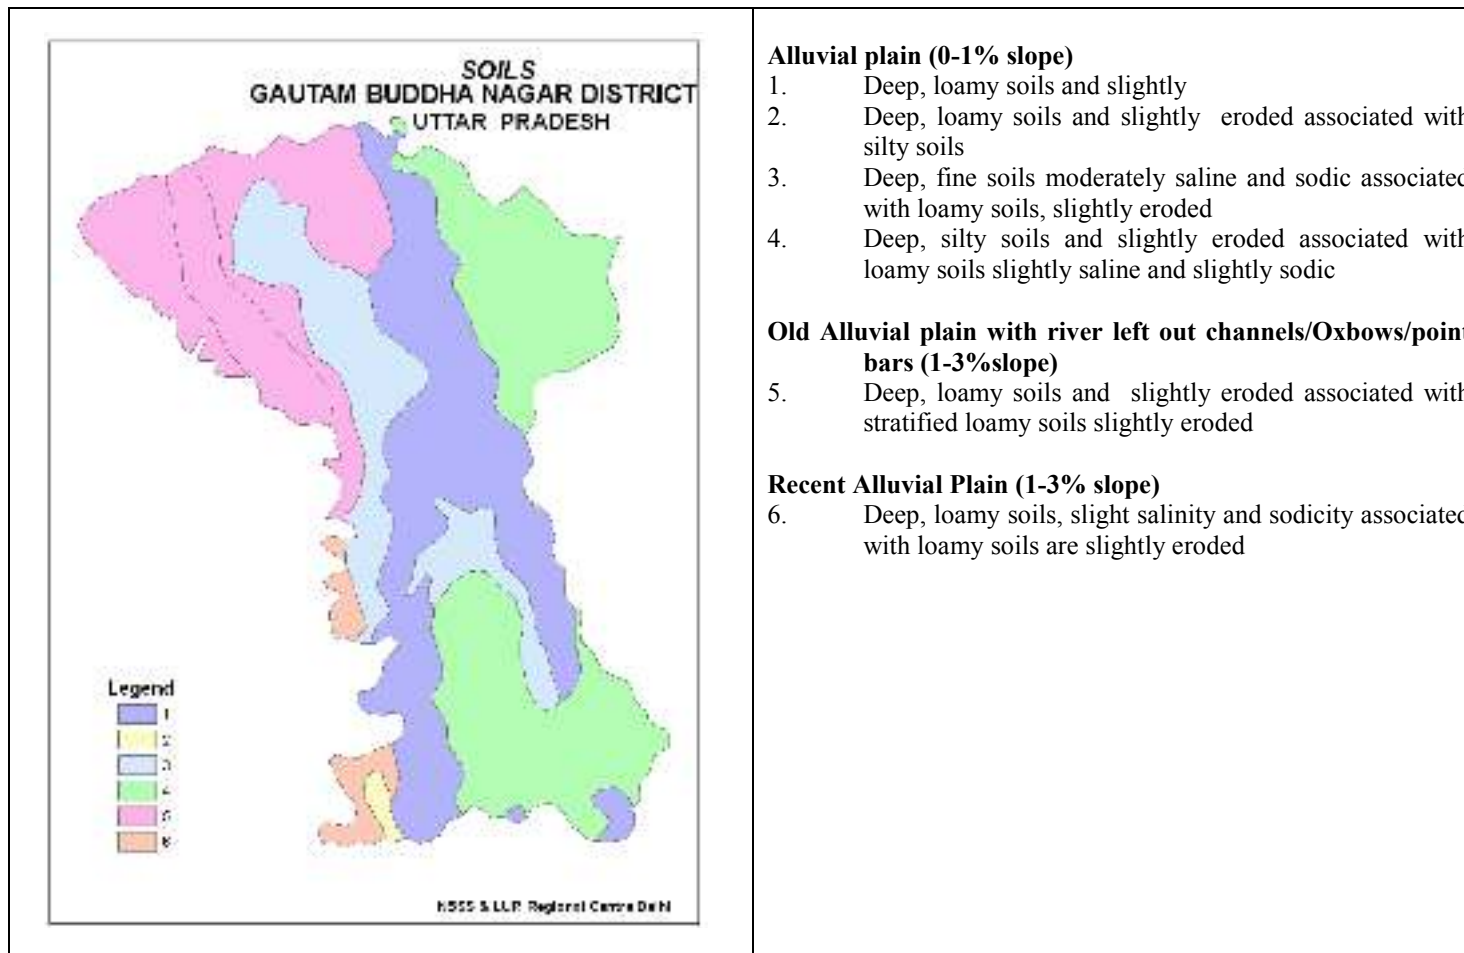 SOILS
GAUTAM BUDDHA NAGAR DISTRICT
UTTAR PRADESH
Legend
1
2
3
4
5
6
NBSS & LUP, Regional Centre Delhi
Alluvial plain (0-1% slope)
1. Deep, loamy soils and slightly
2. Deep, loamy soils and slightly eroded associated with
silty soils
3. Deep, fine soils moderately saline and sodic associated
with loamy soils, slightly eroded
4. Deep, silty soils and slightly eroded associated with
loamy soils slightly saline and slightly sodic
Old Alluvial plain with river left out channels/Oxbows/point
bars (1-3%slope)
5. Deep, loamy soils and slightly eroded associated with
stratified loamy soils slightly eroded
Recent Alluvial Plain (1-3% slope)
6. Deep, loamy soils, slight salinity and sodicity associated
with loamy soils are slightly eroded